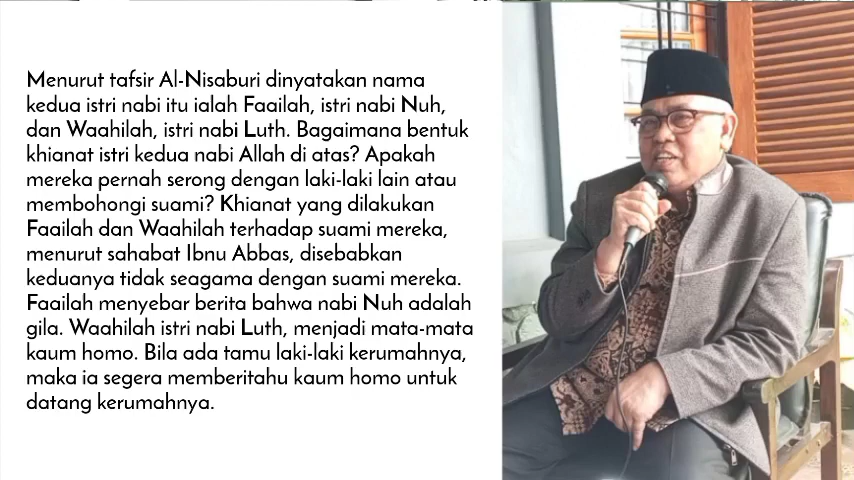 Menurut tafsir Al-Nisaburi dinyatakan nama
kedua istri nabi itu ialah Faailah, istri nabi Nuh,
dan Waahilah, istri nabi Luth. Bagaimana bentuk
khianat istri kedua nabi Allah di atas? Apakah
mereka pernah serong dengan laki-laki lain atau
membohongi suami? Khianat yang dilakukan
Faailah dan Waahilah terhadap suami mereka,
menurut sahabat Ibnu Abbas, disebabkan
keduanya tidak seagama dengan suami mereka.
Faailah menyebar berita bahwa nabi Nuh adalah
gila. Waahilah istri nabi Luth, menjadi mata-mata
kaum homo. Bila ada tamu laki-laki kerumahnya,
maka ia segera memberitahu kaum homo untuk
datang kerumahnya.